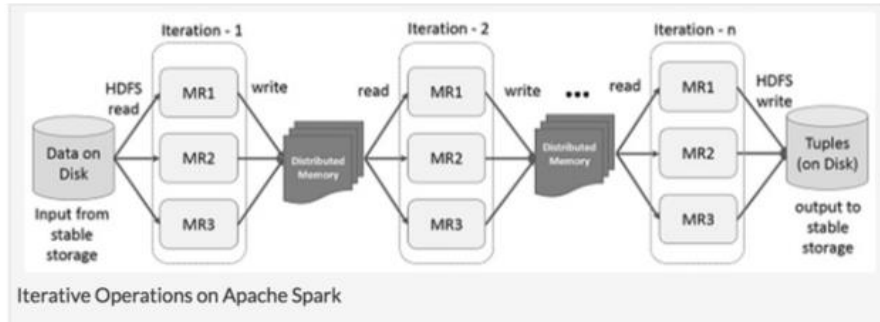 Iteration - 1
Iteration - 2
Iteration - n
HDFS
read
MR1
write
read
MR1
write
•••
read
MR1
HDFS
write
Data on
Disk
MR2
Distributed
Memory
MR2
Distributed
Memory
MR2
Tuples
(on Disk)
Input from
stable
storage
MR3
MR3
MR3
output to
stable
storage
Iterative Operations on Apache Spark